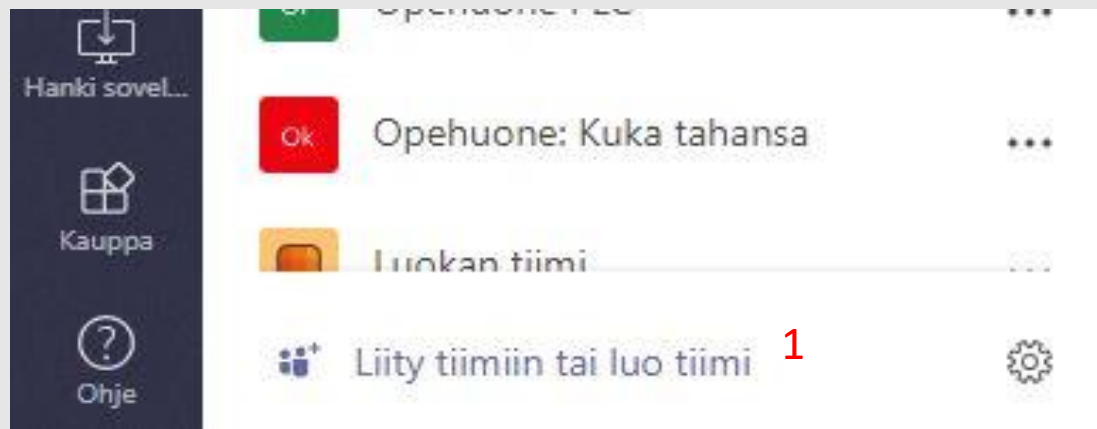 Hanki sovel...
Kauppa
Ohje
Ok Opehuone: Kuka tahansa
Luokan tiimi
Liity tiimiin tai luo tiimi 1